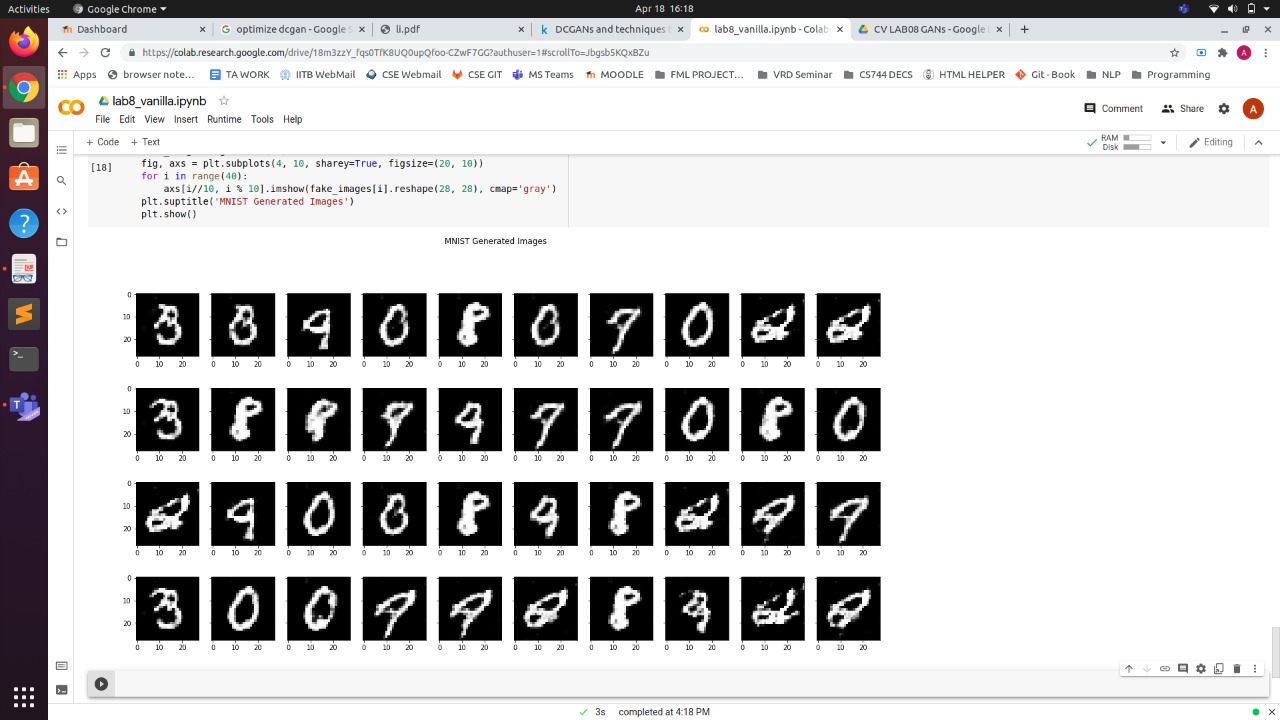 Activities Google Chrome Apr 18 16:18
Dashboard optimize dcgan - Google S li.pdf DCGANs and techniques t lab8_vanilla.ipynb - Colab CV LAB08 GANs - Google
https://colab.research.google.com/drive/18m3zzY_fqs0TfK8UQ0upQfoo-CZwF7GG?authuser=1#scrollTo=Jbgsb5KQxBZu A
Apps browser note... TA WORK IITB WebMail CSE Webmail CSE GIT MS Teams MOODLE FML PROJECT... VRD Seminar CS744 DECS HTML HELPER Git - Book NLP Programming
lab8_vanilla.ipynb Comment Share A
File Edit View Insert Runtime Tools Help
+ Code + Text RAM Disk Editing
[18] fig, axs = plt.subplots(4, 10, sharey=True, figsize=(20, 10))
for i in range(40):
axs[i//10, i % 10].imshow(fake_images[i].reshape(28, 28), cmap='gray')
plt.suptitle('MNIST Generated Images')
plt.show()
MNIST Generated Images
0
10
20
0 10 20 0 10 20 0 10 20 0 10 20 0 10 20 0 10 20 0 10 20 0 10 20 0 10 20 0 10 20
0
10
20
0 10 20 0 10 20 0 10 20 0 10 20 0 10 20 0 10 20 0 10 20 0 10 20 0 10 20 0 10 20
0
10
20
0 10 20 0 10 20 0 10 20 0 10 20 0 10 20 0 10 20 0 10 20 0 10 20 0 10 20 0 10 20
0
10
20
0 10 20 0 10 20 0 10 20 0 10 20 0 10 20 0 10 20 0 10 20 0 10 20 0 10 20 0 10 20
3s completed at 4:18 PM